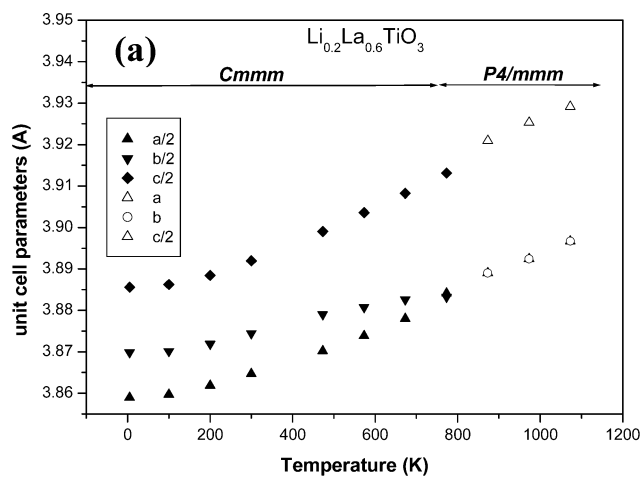 (a)
Li0.2La0.6TiO3
Cmmm
P4/mmm
a/2
b/2
c/2
a
b
c/2
3.95
3.94
3.93
3.92
3.91
3.90
3.89
3.88
3.87
3.86
unit cell parameters (A)
0
200
400
600
800
1000
1200
Temperature (K)